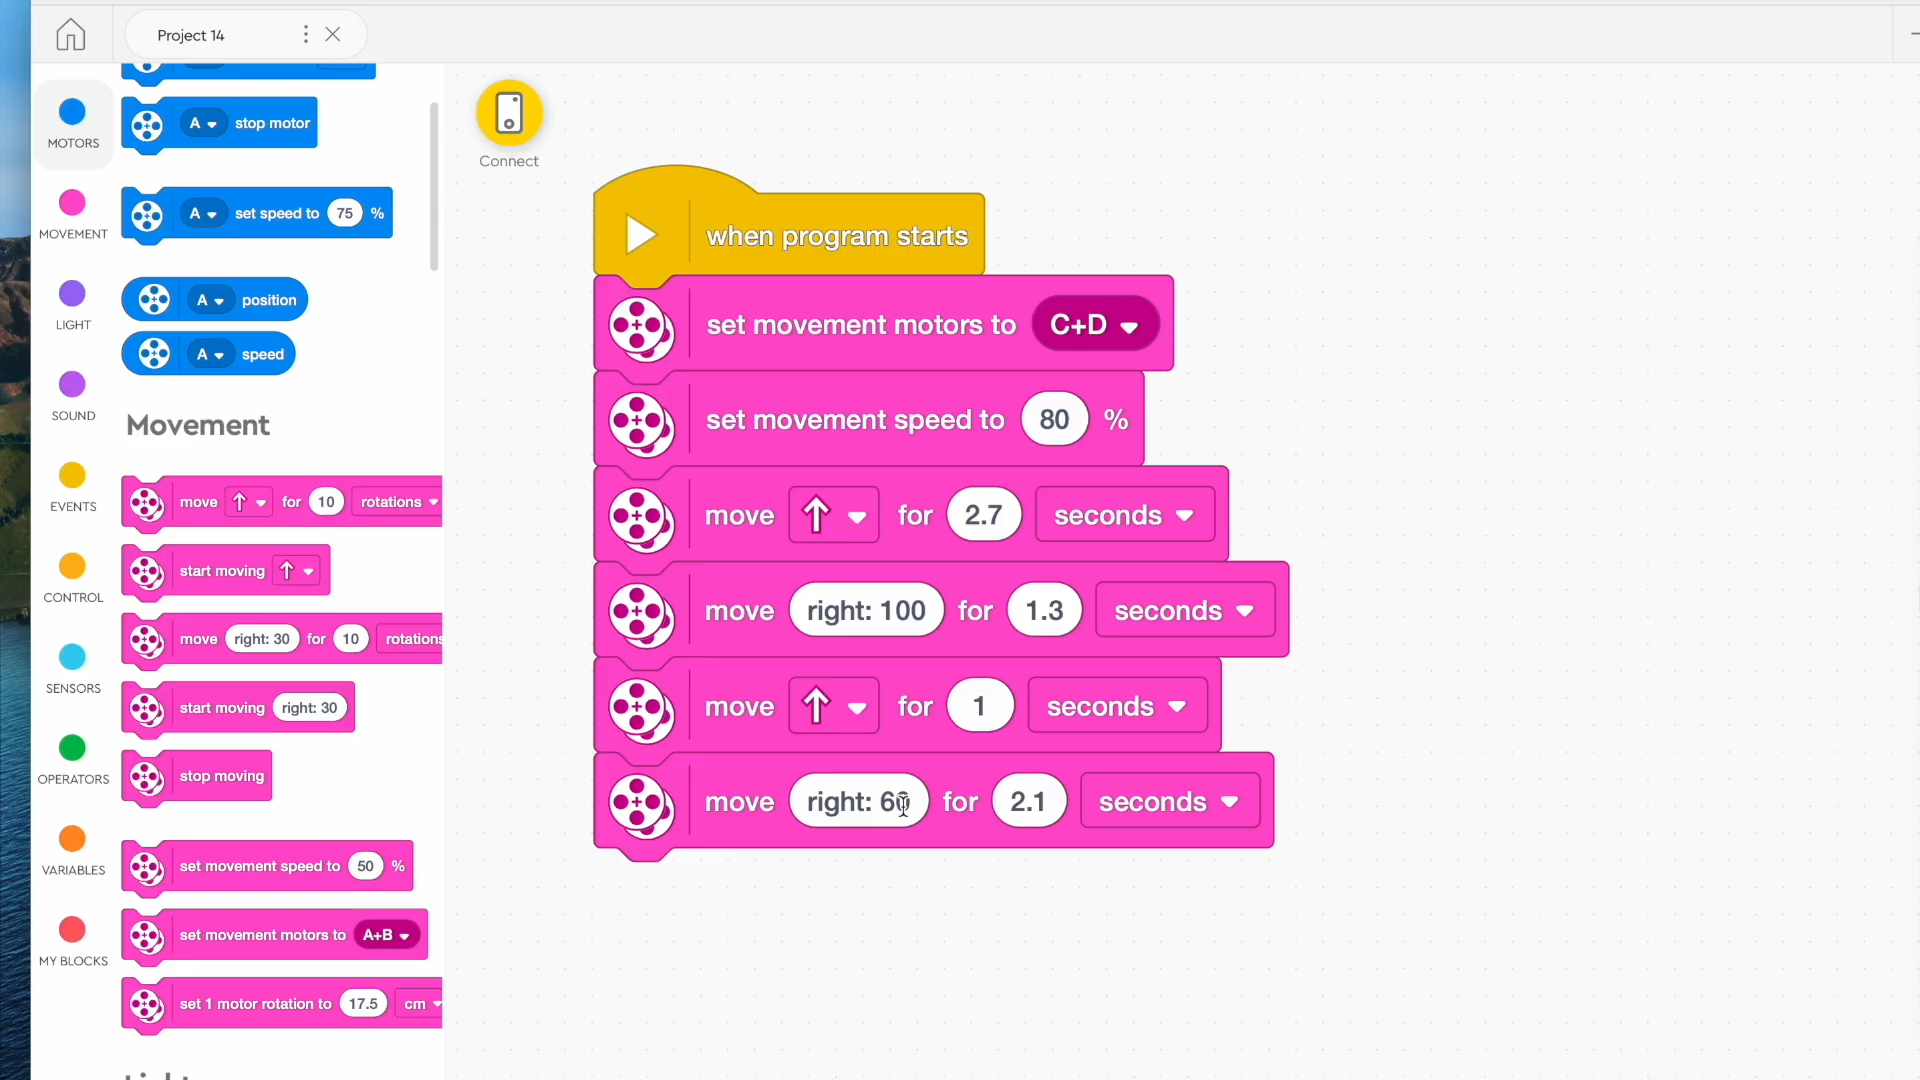 Project 14
MOTORS
MOVEMENT
LIGHT
SOUND
EVENTS
CONTROL
SENSORS
OPERATORS
VARIABLES
MY BLOCKS
A stop motor
A set speed to 75 %
A position
A speed
Movement
move for 10 rotations
start moving
move right: 30 for 10 rotations
start moving right: 30
stop moving
set movement speed to 50 %
set movement motors to A+B
set 1 motor rotation to 17.5 cm
Connect
when program starts
set movement motors to C+D
set movement speed to 80 %
move for 2.7 seconds
move right: 100 for 1.3 seconds
move for 1 seconds
move right: 60 for 2.1 seconds